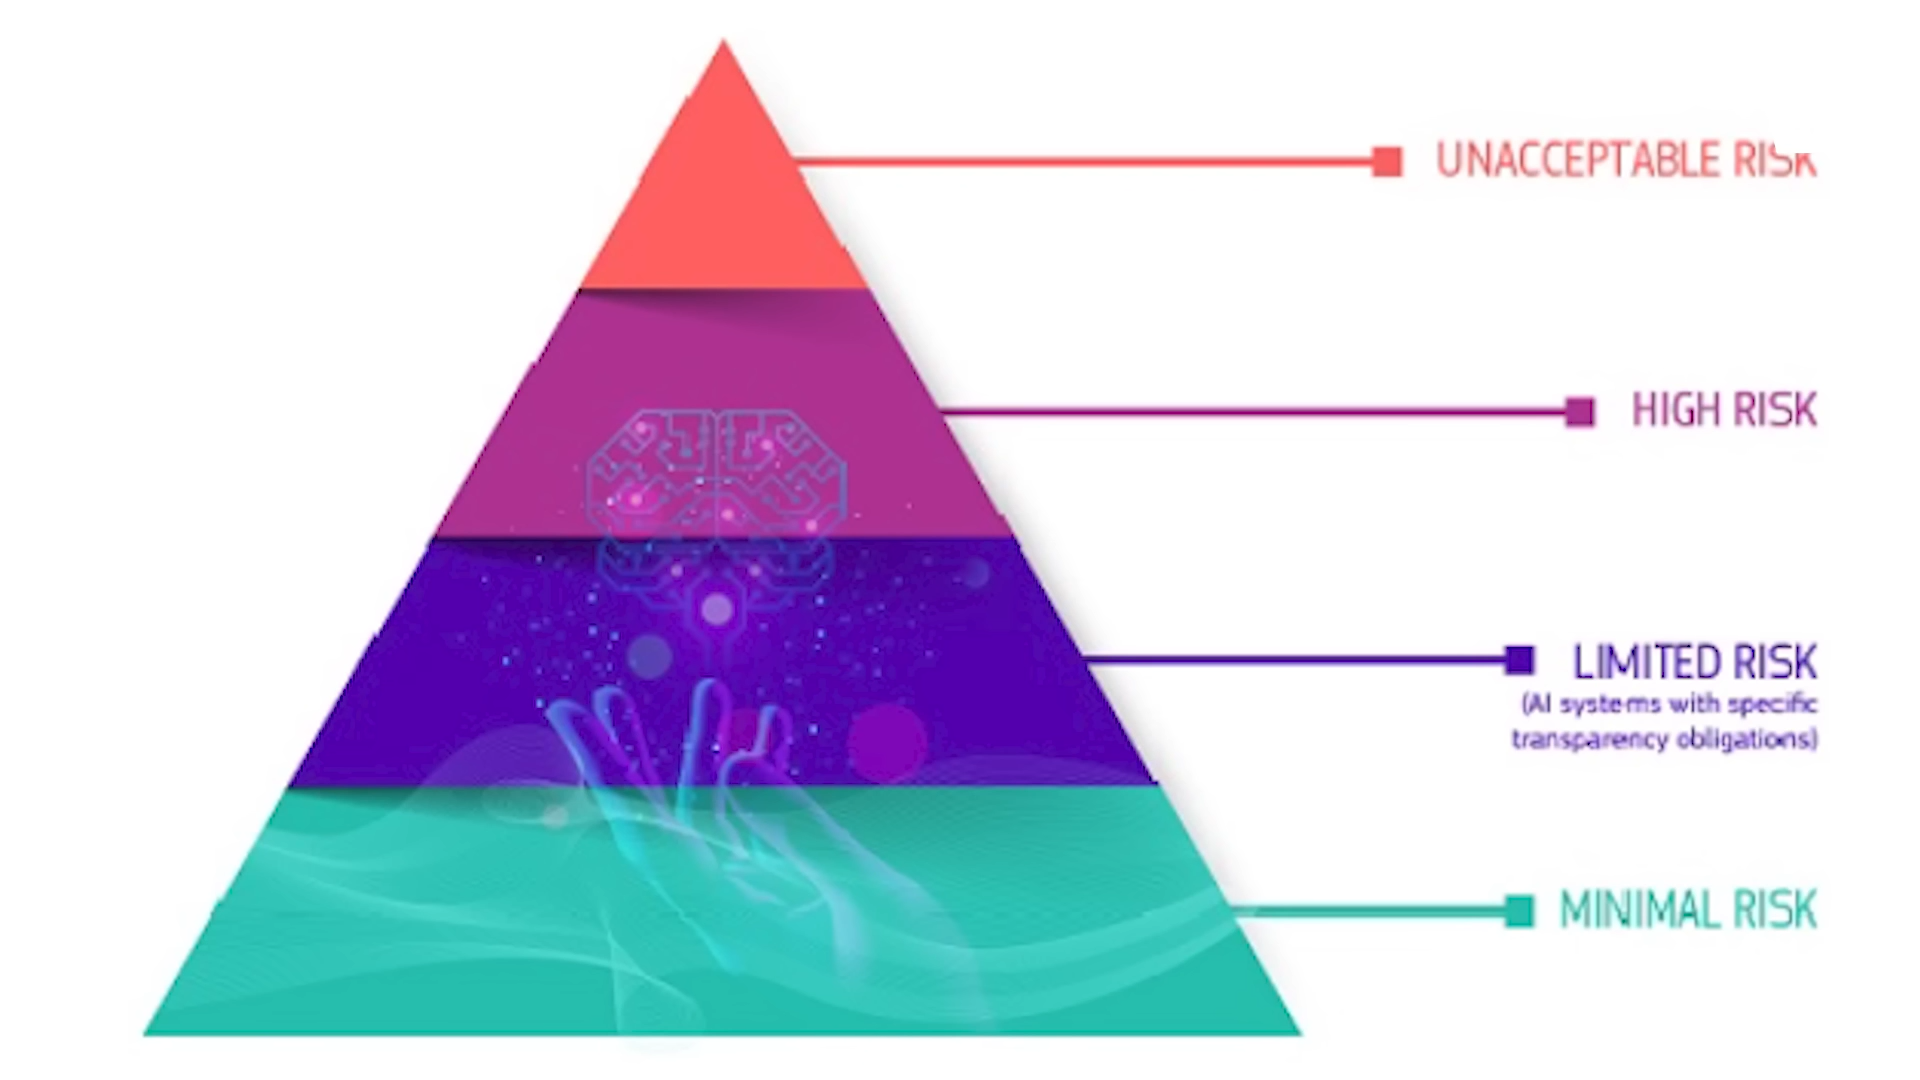 UNACCEPTABLE RISK
HIGH RISK
LIMITED RISK
(AI systems with specific
transparency obligations)
MINIMAL RISK